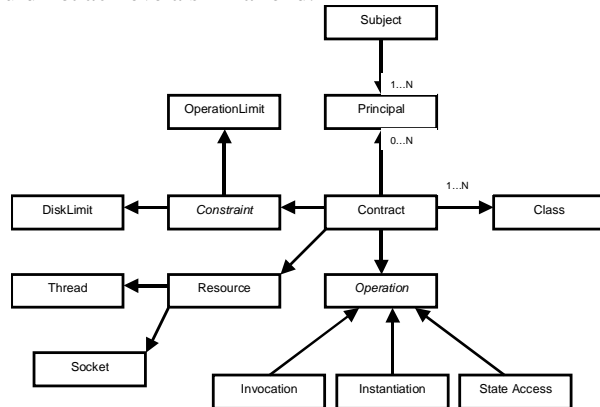 Subject
1...N
OperationLimit
Principal
0...N
1...N
DiskLimit
Constraint
Contract
Class
Thread
Resource
Operation
Socket
Invocation
Instantiation
State Access